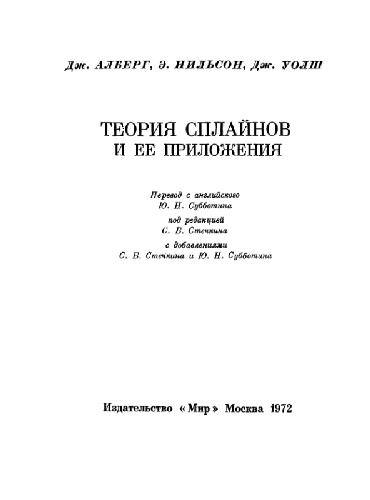 Дж. АЛБЕРГ, Э. НИЛЬСОН, Дж. УОЛШ
ТЕОРИЯ СПЛАЙНОВ
И ЕЕ ПРИЛОЖЕНИЯ
Перевод с английского
Ю. Н. Субботина
под редакцией
С. Б. Стечкина
с добавлениями
С. Б. Стечкина и Ю. Н. Субботина
Издательство «Мир» Москва 1972